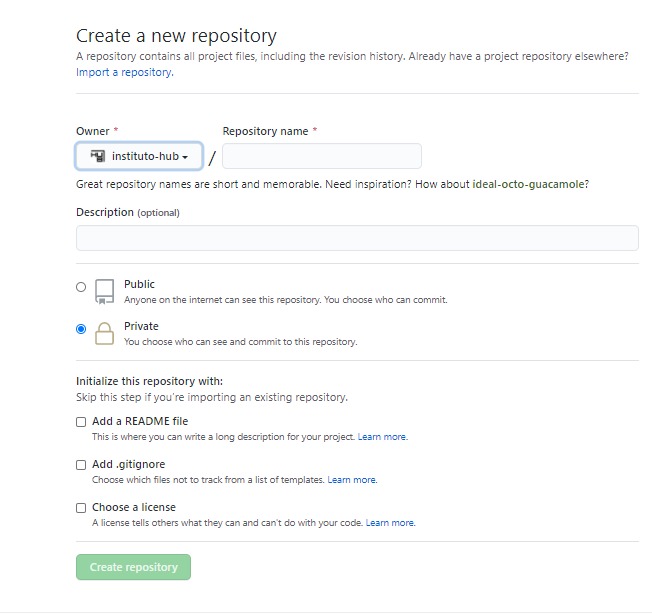 Create a new repository
A repository contains all project files, including the revision history. Already have a project repository elsewhere?
Import a repository.
Owner *
Repository name *
instituto-hub
/
Great repository names are short and memorable. Need inspiration? How about ideal-octo-guacamole?
Description (optional)
Public
Anyone on the internet can see this repository. You choose who can commit.
Private
You choose who can see and commit to this repository.
Initialize this repository with:
Skip this step if you're importing an existing repository.
Add a README file
This is where you can write a long description for your project. Learn more.
Add .gitignore
Choose which files not to track from a list of templates. Learn more.
Choose a license
A license tells others what they can and can't do with your code. Learn more.
Create repository